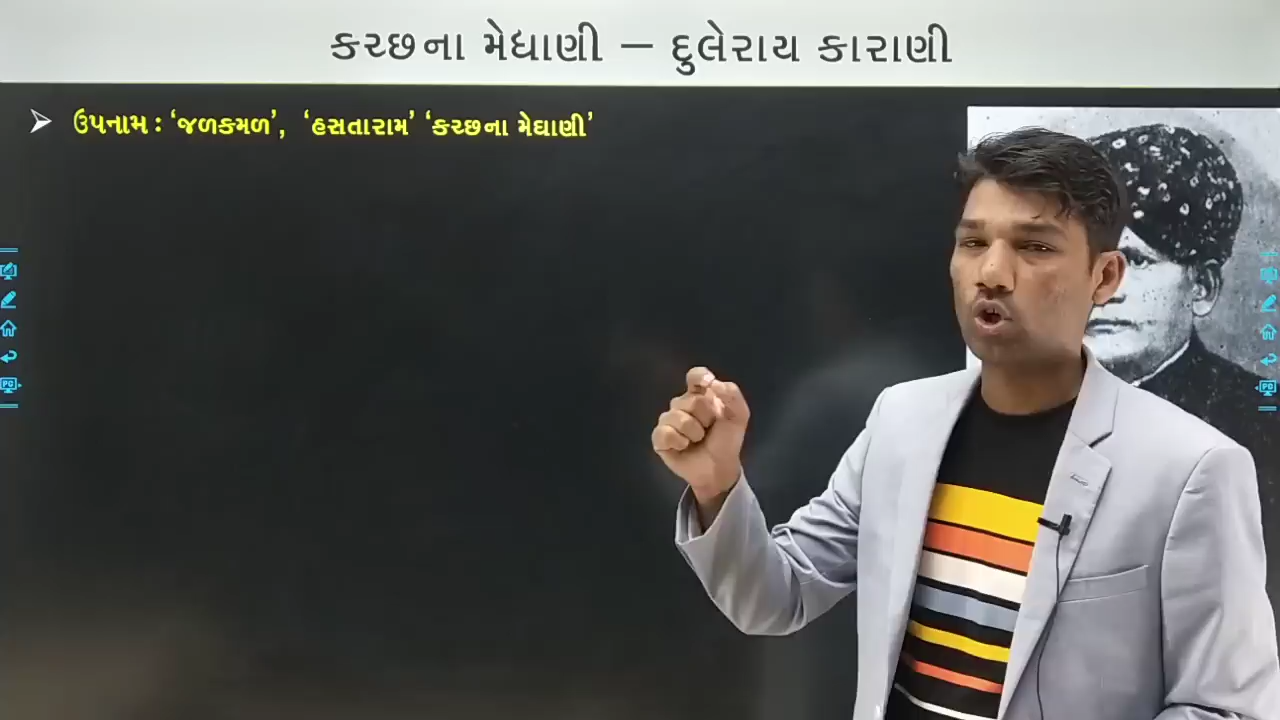 કચ્છના મેઘાણી – દુલેરાય કારાણી
ઉપનામ : ‘જળકમળ’, ‘હસતારામ’ ‘કચ્છના મેઘાણી’